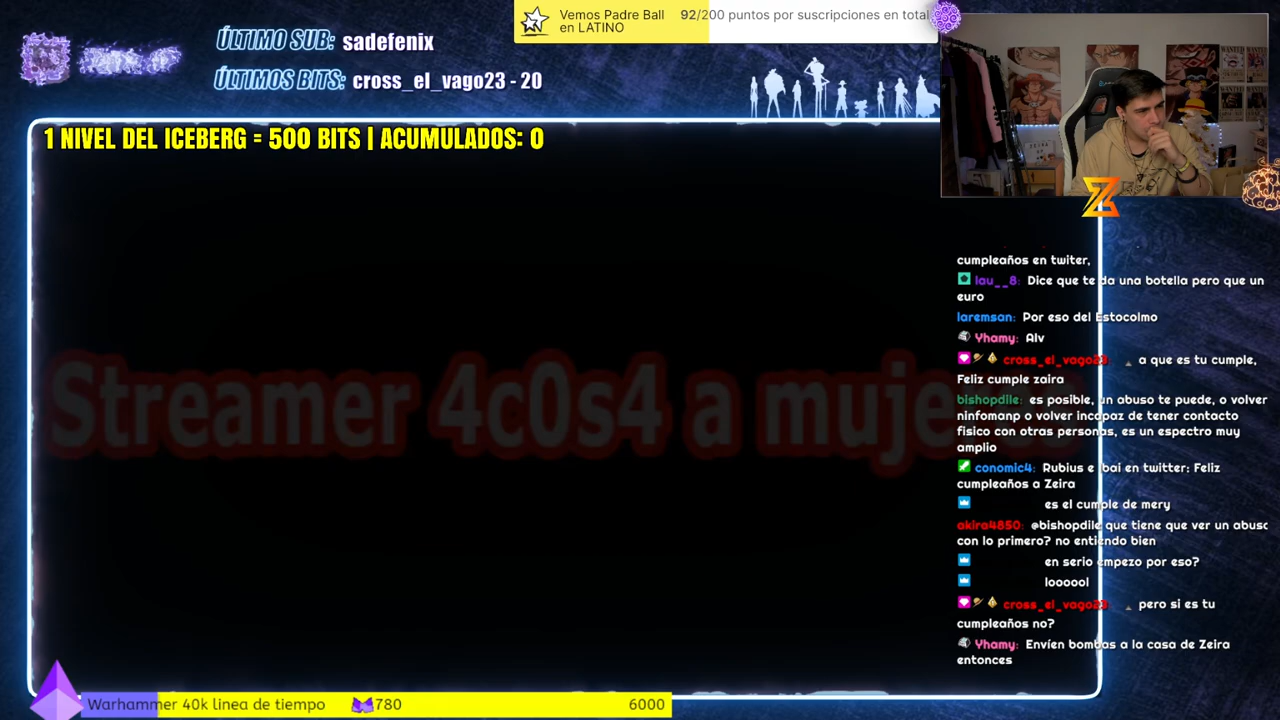 ÚLTIMO SUB: sadefenix
ÚLTIMOS BITS: cross_el_vago23 - 20
Vemos Padre Ball
en LATINO
92/200 puntos por suscripciones en total
1 NIVEL DEL ICEBERG = 500 BITS | ACUMULADOS: 0
Streamer 4c0s4 a muje
cumpleaños en twiter,
lau__8: Dice que te da una botella pero que un
euro
laremsan: Por eso del Estocolmo
Yhamy: Alv
cross_el_vago23 a que es tu cumple,
Feliz cumple zaira
bishopdile: es posible, un abuso te puede, o volver
ninfomanp o volver incapaz de tener contacto
fisico con otras personas, es un espectro muy
amplio
conomic4: Rubius e ibai en twitter: Feliz
cumpleaños a Zeira
es el cumple de mery
akira4850: @bishopdile que tiene que ver un abuso
con lo primero? no entiendo bien
en serio empezo por eso?
loooool
cross_el_vago23 pero si es tu
cumpleaños no?
Yhamy: Envíen bombas a la casa de Zeira
entonces
Warhammer 40k linea de tiempo
780
6000